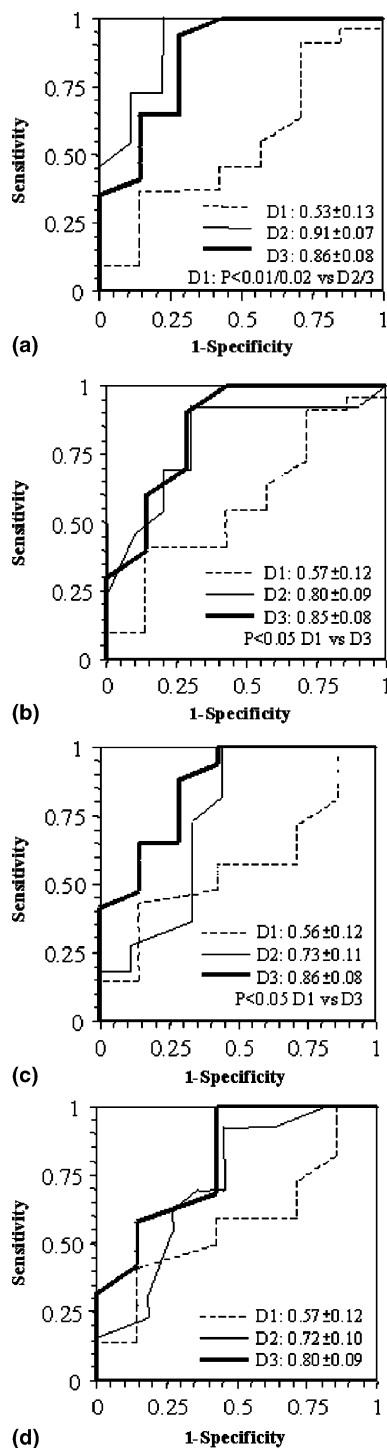 1
0.75
Sensitivity
0.50
0.25
0
D1: 0.53±0.13
D2: 0.91±0.07
D3: 0.86±0.08
D1: P<0.01/0.02 vs D2/3
0 0.25 0.5 0.75 1
(a) 1-Specificity
1
0.75
Sensitivity
0.50
0.25
0
D1: 0.57±0.12
D2: 0.80±0.09
D3: 0.85±0.08
P<0.05 D1 vs D3
0 0.25 0.5 0.75 1
(b) 1-Specificity
1
0.75
Sensitivity
0.50
0.25
0
D1: 0.56±0.12
D2: 0.73±0.11
D3: 0.86±0.08
P<0.05 D1 vs D3
0 0.25 0.5 0.75 1
(c) 1-Specificity
1
0.75
Sensitivity
0.50
0.25
0
D1: 0.57±0.12
D2: 0.72±0.10
D3: 0.80±0.09
0 0.25 0.5 0.75 1
(d) 1-Specificity